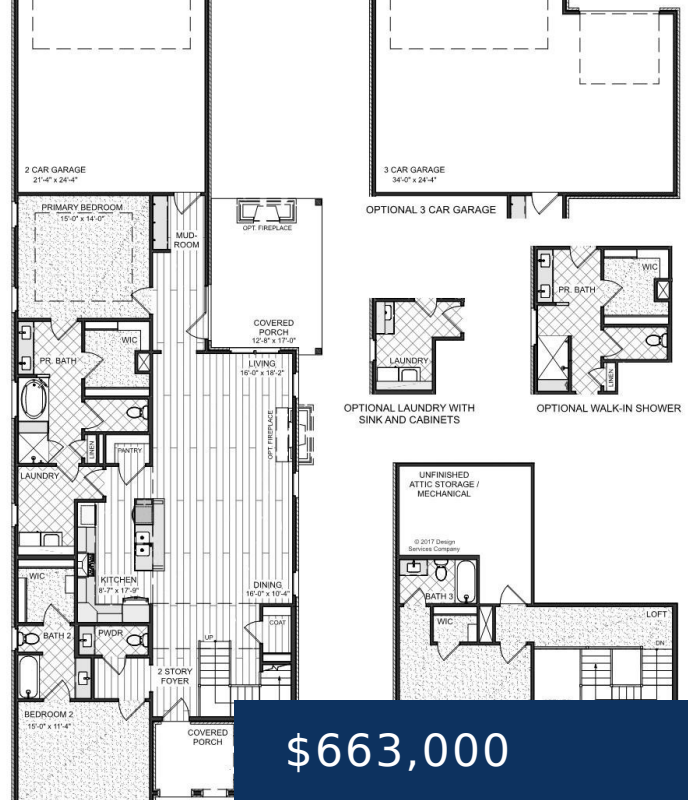 2 CAR GARAGE
21'-4" x 24'-4"
3 CAR GARAGE
34'-0" x 24'-4"
OPTIONAL 3 CAR GARAGE
PRIMARY BEDROOM
15'-0" x 14'-0"
MUD-
ROOM
OPT. FIREPLACE
COVERED
PORCH
12'-8" x 17'-0"
WIC
PR. BATH
LINEN
OPTIONAL WALK-IN SHOWER
LAUNDRY
OPTIONAL LAUNDRY WITH
SINK AND CABINETS
WIC
PR. BATH
LIVING
16'-0" x 18'-2"
OPT. FIREPLACE
LINEN
PANTRY
LAUNDRY
KITCHEN
8'-7" x 17'-9"
DINING
16'-0" x 10'-4"
WIC
BATH 2
PWDR
UP
COAT
2 STORY
FOYER
BEDROOM 2
15'-0" x 11'-4"
COVERED
PORCH
UNFINISHED
ATTIC STORAGE /
MECHANICAL
© 2017 Design
Services Company
BATH 3
WIC
LOFT
DN
$663,000